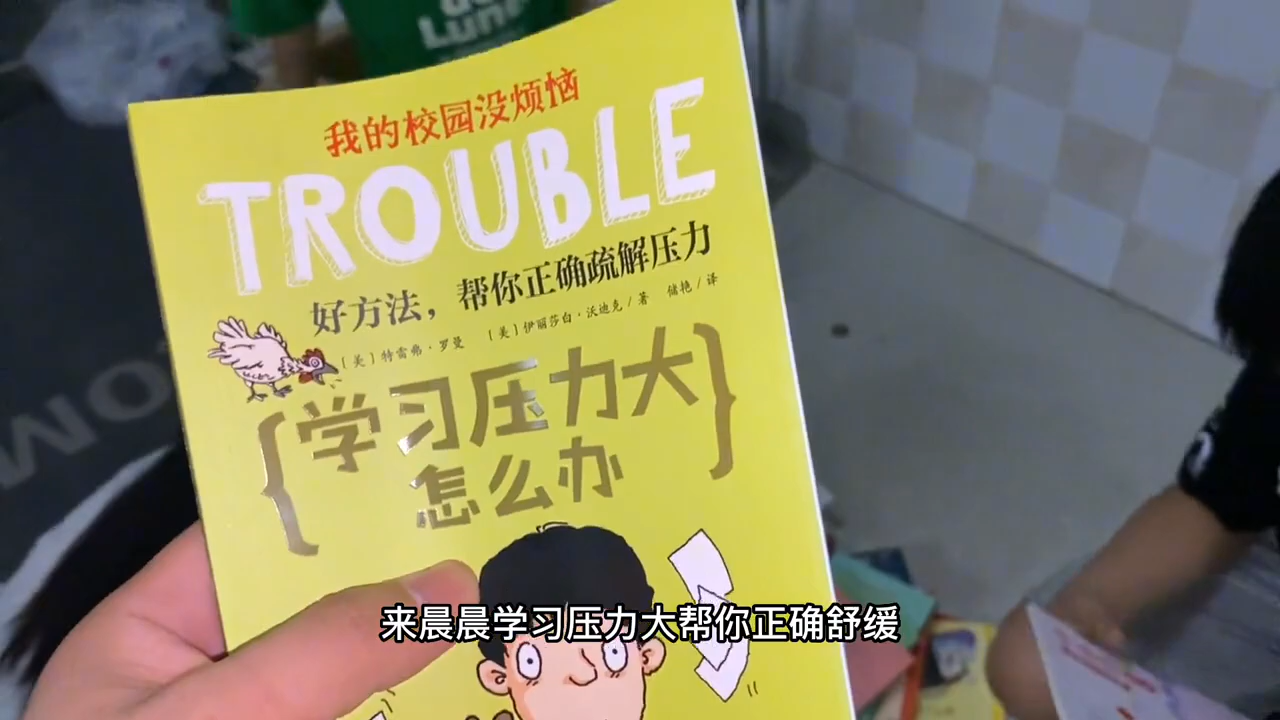 Lune
我的校园没烦恼
TROUBLE
好方法，帮你正确疏解压力
［美］特雷弗·罗曼 ［美］伊丽莎白·沃迪克/著 储艳/译
{学习压力大
怎么办}
来晨晨学习压力大帮你正确舒缓